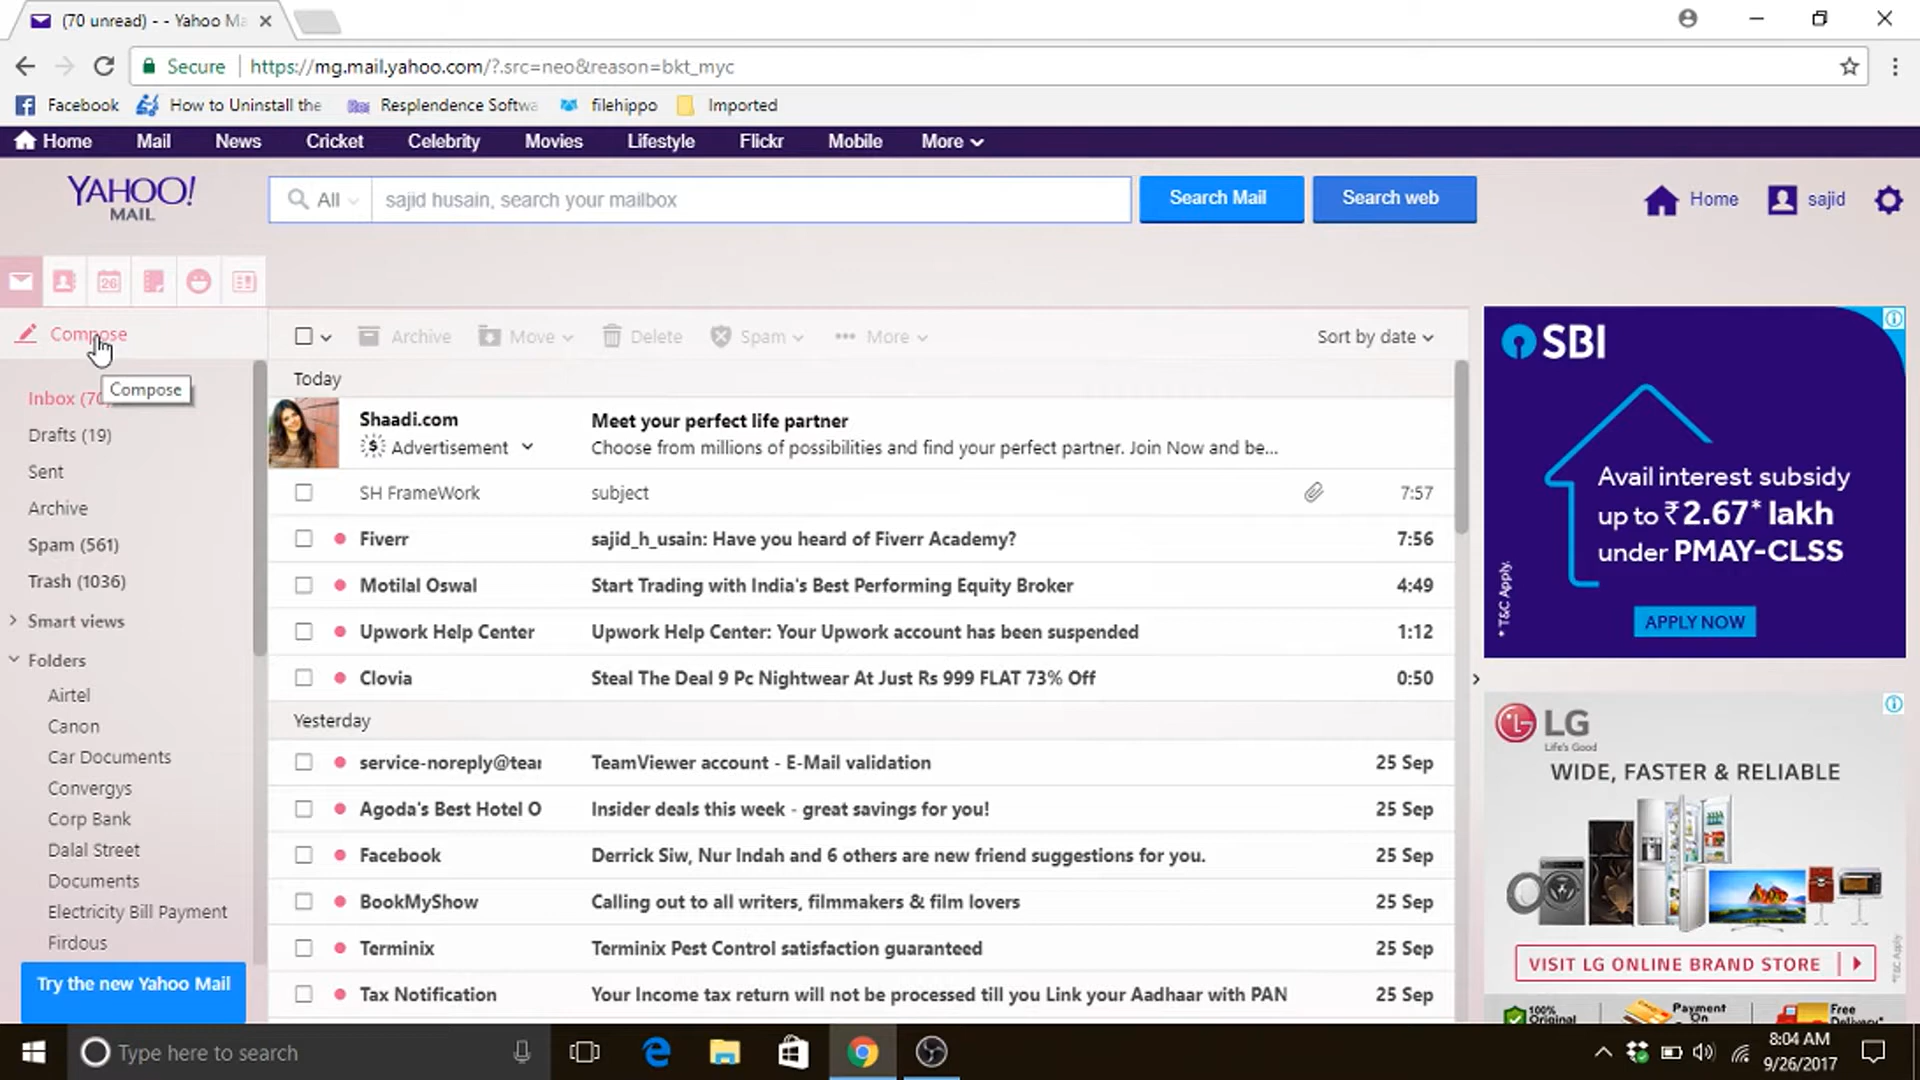 (70 unread) - - Yahoo Ma
Secure
https://mg.mail.yahoo.com/?.src=neo&reason=bkt_myc
Facebook
How to Uninstall the
Resplendence Softwa
filehippo
Imported
Home
Mail
News
Cricket
Celebrity
Movies
Lifestyle
Flickr
Mobile
More
YAHOO!
MAIL
All
sajid husain, search your mailbox
Search Mail
Search web
Home
sajid
26
Compose
Archive
Move
Delete
Spam
More
Sort by date
Compose
Inbox (70
Drafts (19)
Sent
Archive
Spam (561)
Trash (1036)
Smart views
Folders
Airtel
Canon
Car Documents
Convergys
Corp Bank
Dalal Street
Documents
Electricity Bill Payment
Firdous
Try the new Yahoo Mail
Today
Shaadi.com
Meet your perfect life partner
Advertisement
Choose from millions of possibilities and find your perfect partner. Join Now and be...
SH FrameWork
subject
7:57
Fiverr
sajid_h_usain: Have you heard of Fiverr Academy?
7:56
Motilal Oswal
Start Trading with India's Best Performing Equity Broker
4:49
Upwork Help Center
Upwork Help Center: Your Upwork account has been suspended
1:12
Clovia
Steal The Deal 9 Pc Nightwear At Just Rs 999 FLAT 73% Off
0:50
Yesterday
service-noreply@tear
TeamViewer account - E-Mail validation
25 Sep
Agoda's Best Hotel O
Insider deals this week - great savings for you!
25 Sep
Facebook
Derrick Siw, Nur Indah and 6 others are new friend suggestions for you.
25 Sep
BookMyShow
Calling out to all writers, filmmakers & film lovers
25 Sep
Terminix
Terminix Pest Control satisfaction guaranteed
25 Sep
Tax Notification
Your Income tax return will not be processed till you Link your Aadhaar with PAN
25 Sep
SBI
Avail interest subsidy
up to ₹2.67* lakh
under PMAY-CLSS
* T&C Apply.
APPLY NOW
LG
Life's Good
WIDE, FASTER & RELIABLE
VISIT LG ONLINE BRAND STORE
*T&C Apply
100%
Original
Payment
On
Free
Delivery*
Type here to search
8:04 AM
9/26/2017